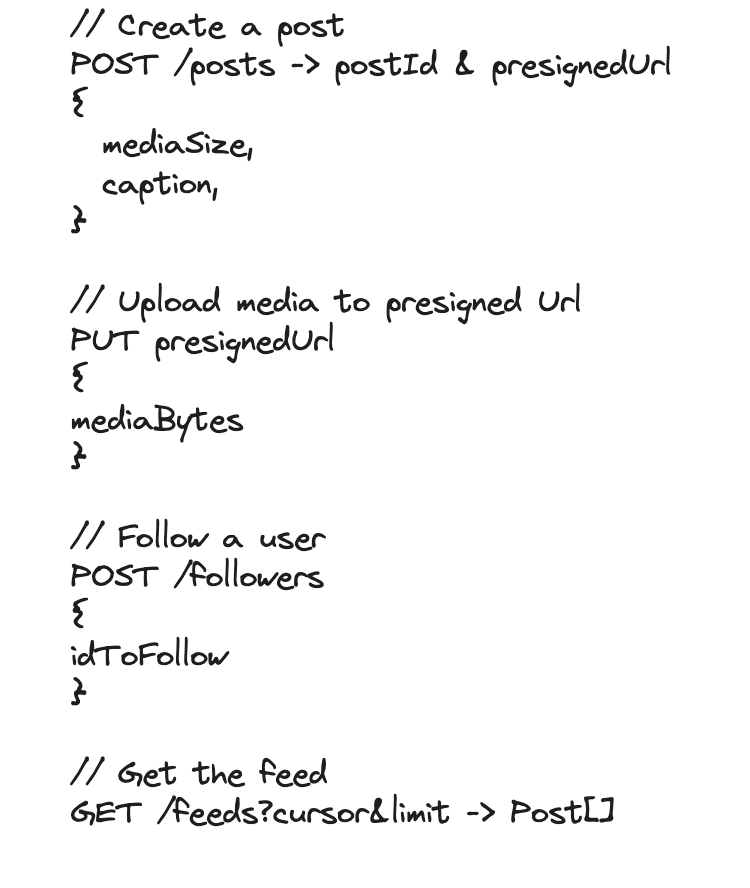 // Create a post
POST /posts -> postId & presignedUrl
{
mediaSize,
caption,
}
// Upload media to presigned Url
PUT presignedUrl
{
mediaBytes
}
// Follow a user
POST /followers
{
idToFollow
}
// Get the feed
GET /feeds?cursor&limit -> Post[]